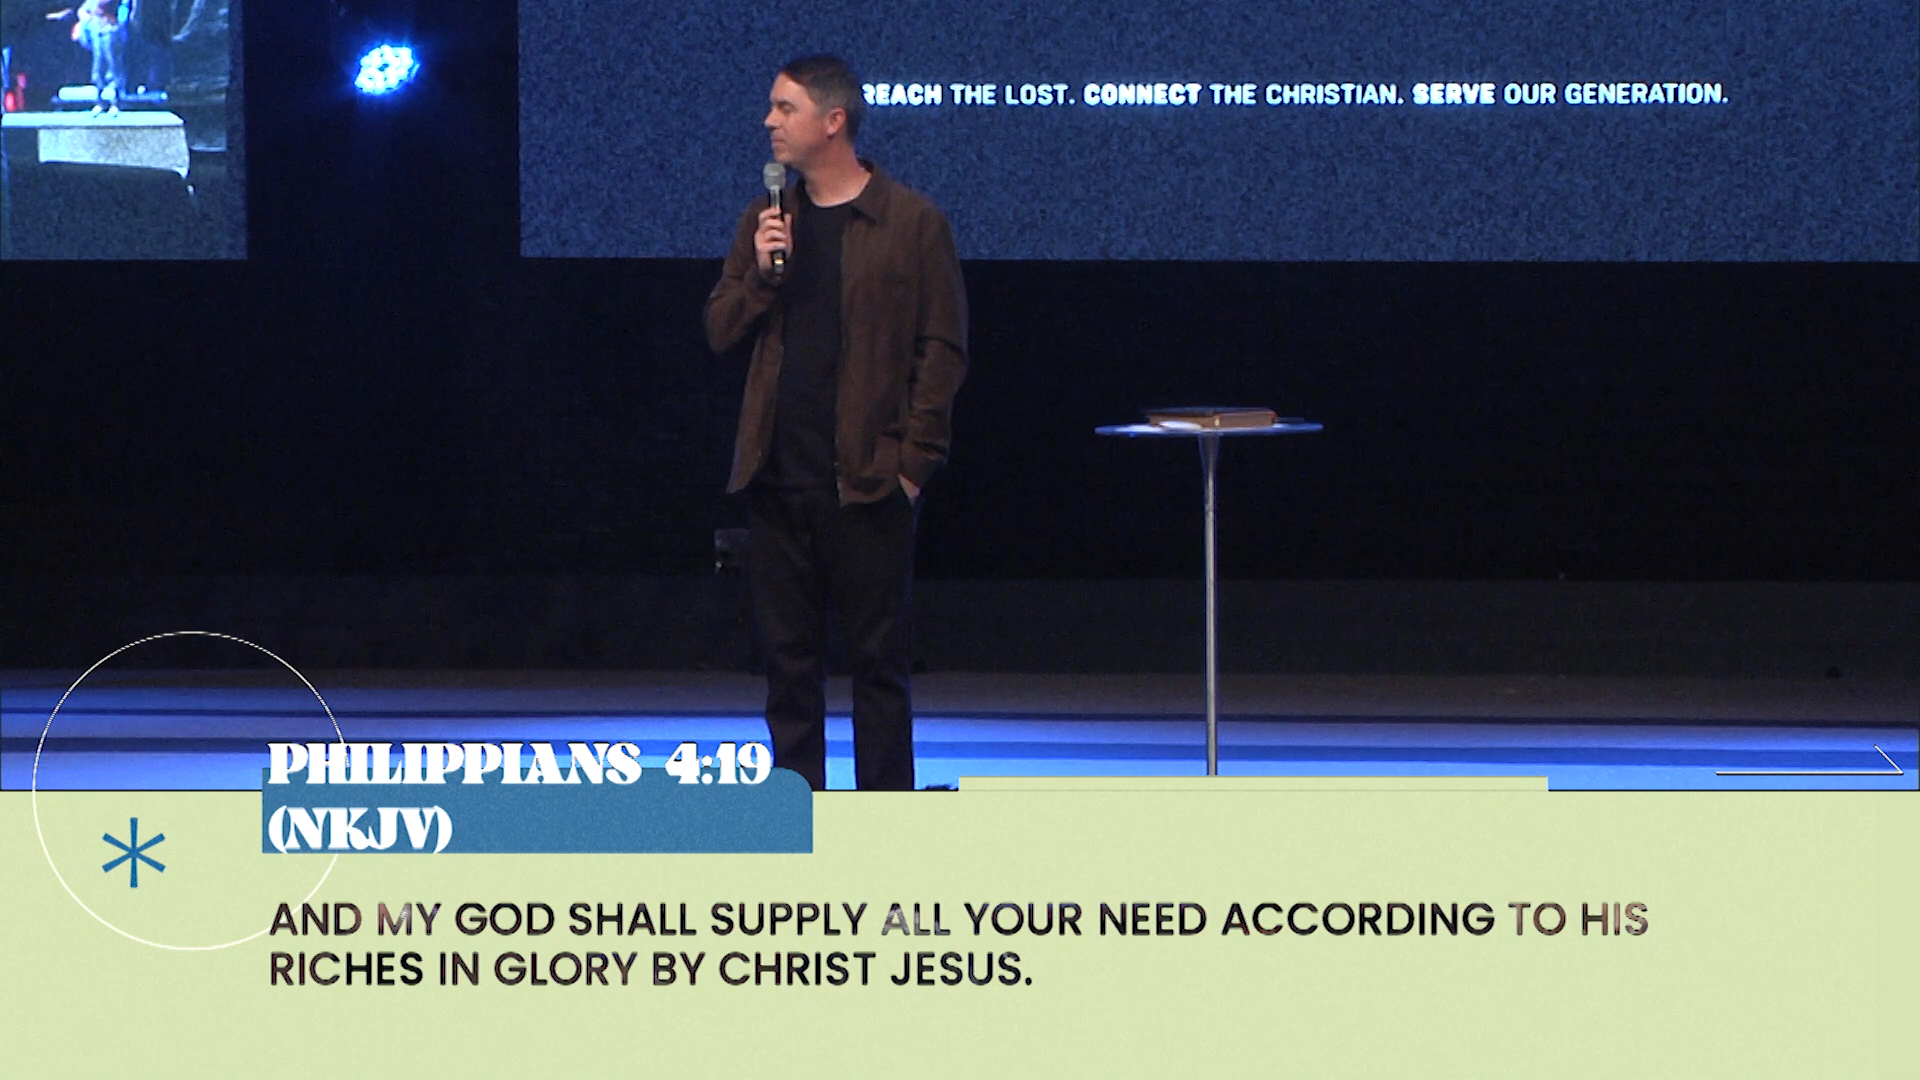 REACH THE LOST. CONNECT THE CHRISTIAN. SERVE OUR GENERATION.
PHILIPPIANS 4:19
(NKJV)
AND MY GOD SHALL SUPPLY ALL YOUR NEED ACCORDING TO HIS
RICHES IN GLORY BY CHRIST JESUS.